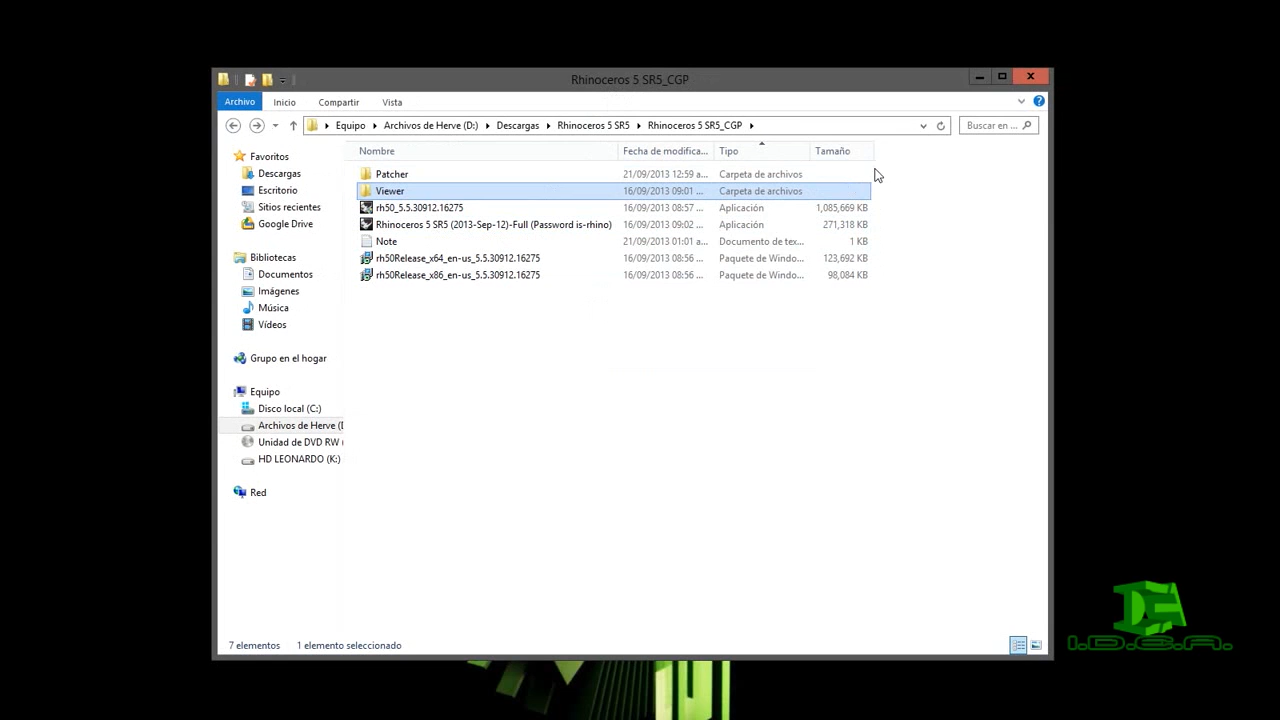 Rhinoceros 5 SR5_CGP
Archivo Inicio Compartir Vista
Equipo Archivos de Herve (D:) Descargas Rhinoceros 5 SR5 Rhinoceros 5 SR5_CGP Buscar en ...
Nombre Fecha de modifica... Tipo Tamaño
Favoritos
Descargas
Escritorio
Sitios recientes
Google Drive
Bibliotecas
Documentos
Imágenes
Música
Vídeos
Grupo en el hogar
Equipo
Disco local (C:)
Archivos de Herve (D
Unidad de DVD RW (
HD LEONARDO (K:)
Red
Patcher 21/09/2013 12:59 a... Carpeta de archivos
Viewer 16/09/2013 09:01 ... Carpeta de archivos
rh50_5.5.30912.16275 16/09/2013 08:57 ... Aplicación 1,085,669 KB
Rhinoceros 5 SR5 (2013-Sep-12)-Full (Password is-rhino) 16/09/2013 09:02 ... Aplicación 271,318 KB
Note 21/09/2013 01:01 a... Documento de tex... 1 KB
rh50Release_x64_en-us_5.5.30912.16275 16/09/2013 08:56 ... Paquete de Windo... 123,692 KB
rh50Release_x86_en-us_5.5.30912.16275 16/09/2013 08:56 ... Paquete de Windo... 98,084 KB
7 elementos 1 elemento seleccionado
I.D.E.A.